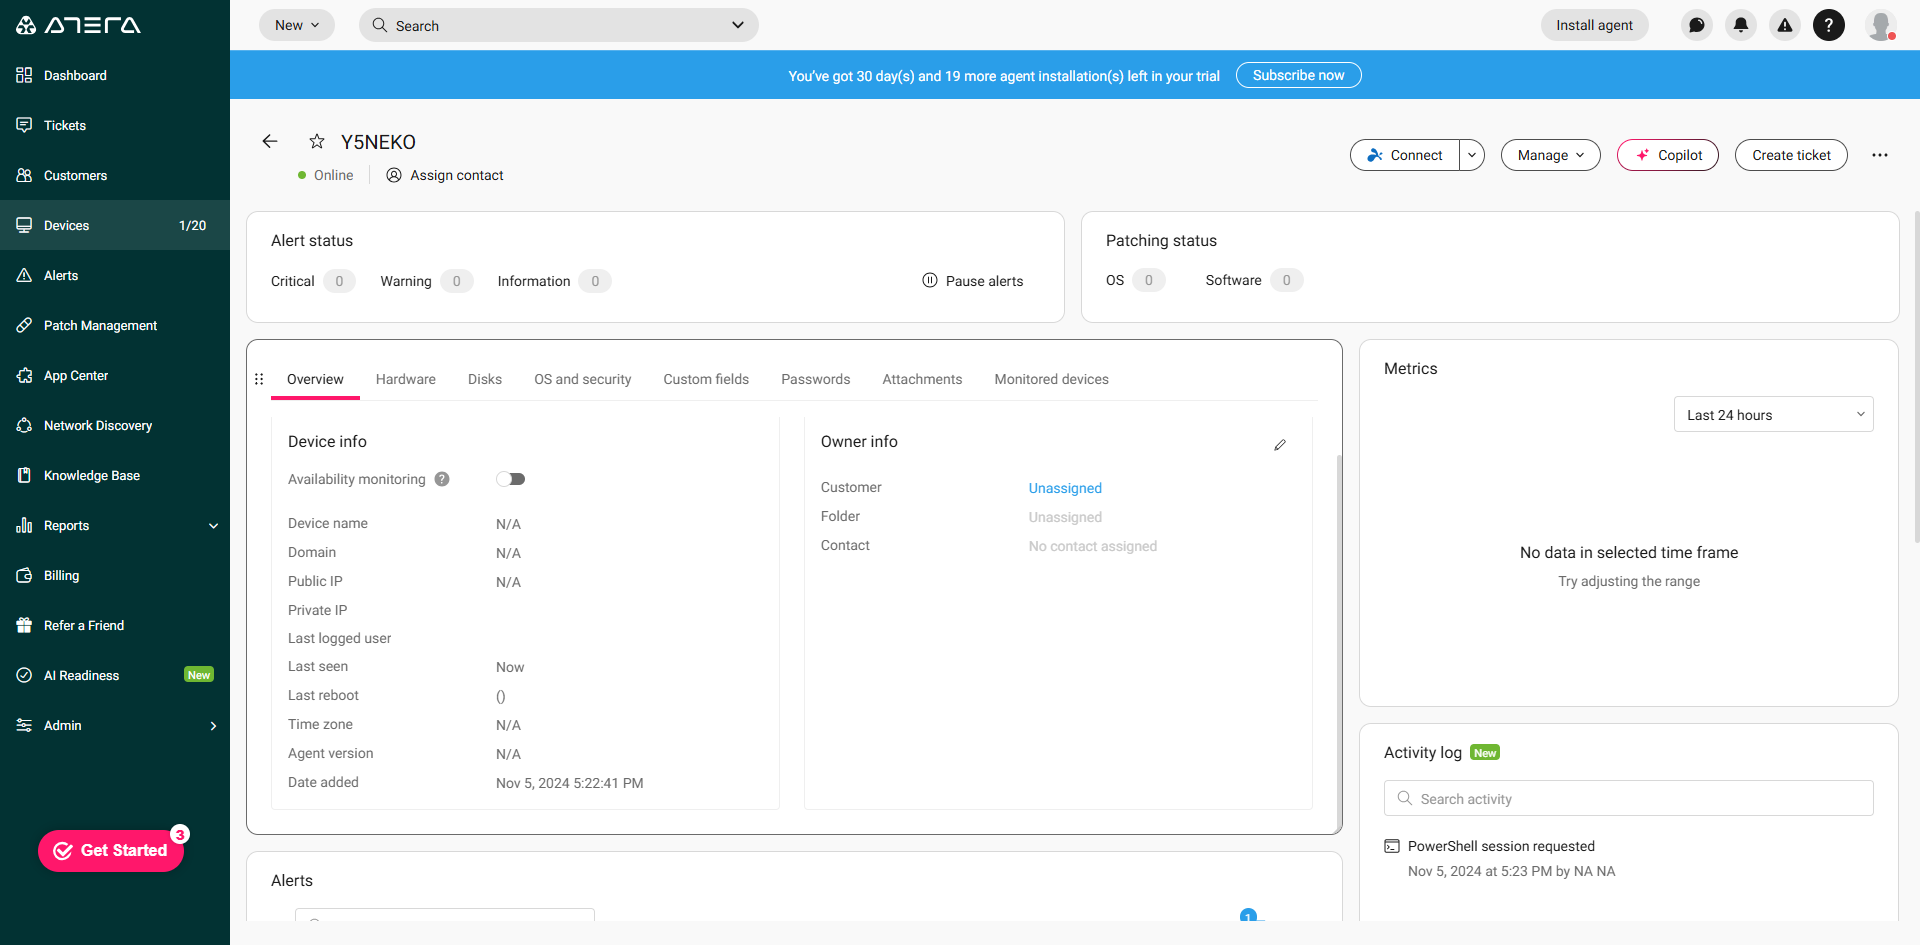 ATERA
New
Search
Install agent
?
You've got 30 day(s) and 19 more agent installation(s) left in your trial
Subscribe now
Dashboard
Tickets
Customers
Devices 1/20
Alerts
Patch Management
App Center
Network Discovery
Knowledge Base
Reports
Billing
Refer a Friend
AI Readiness New
Admin
Get Started 3
Y5NEKO
Online
Assign contact
Connect
Manage
Copilot
Create ticket
Alert status
Critical 0 Warning 0 Information 0
Pause alerts
Patching status
OS 0 Software 0
Overview Hardware Disks OS and security Custom fields Passwords Attachments Monitored devices
Device info
Availability monitoring ?
Device name N/A
Domain N/A
Public IP N/A
Private IP
Last logged user
Last seen Now
Last reboot ()
Time zone N/A
Agent version N/A
Date added Nov 5, 2024 5:22:41 PM
Owner info
Customer Unassigned
Folder Unassigned
Contact No contact assigned
Metrics
Last 24 hours
No data in selected time frame
Try adjusting the range
Activity log New
Search activity
PowerShell session requested
Nov 5, 2024 at 5:23 PM by NA NA
Alerts
1